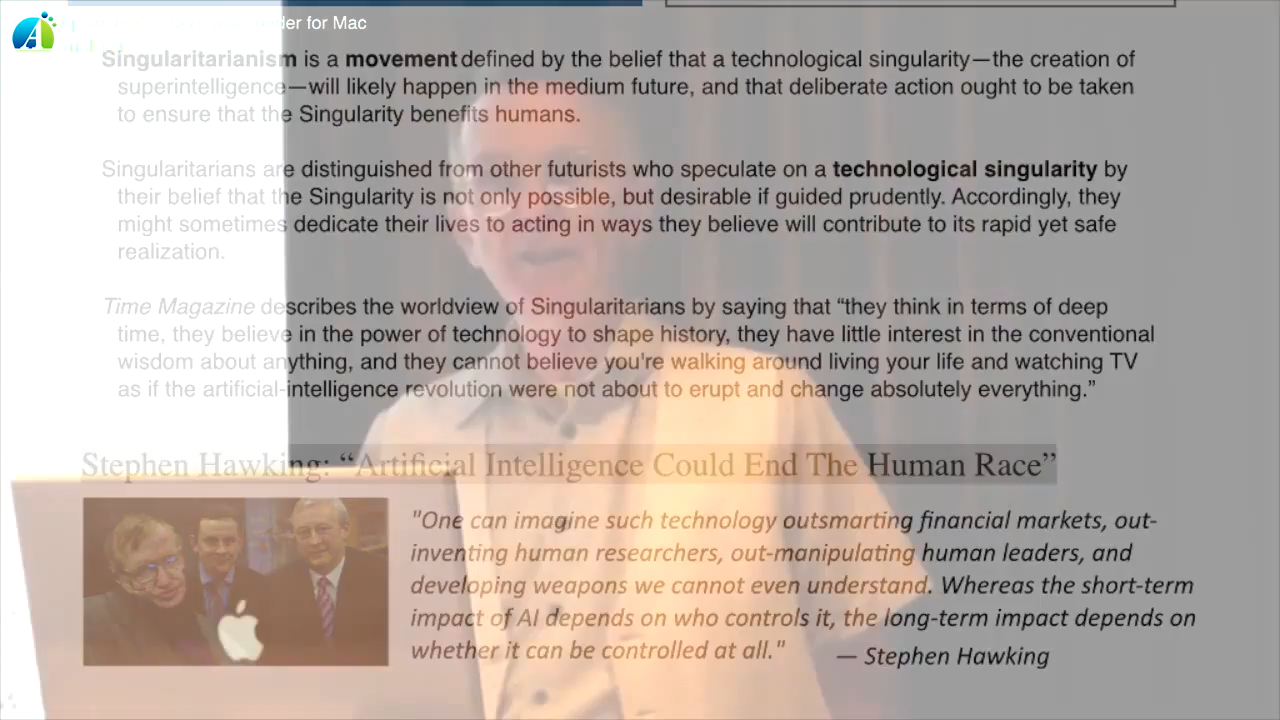 der for Mac
Singularitarianism is a movement defined by the belief that a technological singularity—the creation of
superintelligence—will likely happen in the medium future, and that deliberate action ought to be taken
to ensure that the Singularity benefits humans.
Singularitarians are distinguished from other futurists who speculate on a technological singularity by
their belief that the Singularity is not only possible, but desirable if guided prudently. Accordingly, they
might sometimes dedicate their lives to acting in ways they believe will contribute to its rapid yet safe
realization.
Time Magazine describes the worldview of Singularitarians by saying that “they think in terms of deep
time, they believe in the power of technology to shape history, they have little interest in the conventional
wisdom about anything, and they cannot believe you're walking around living your life and watching TV
as if the artificial-intelligence revolution were not about to erupt and change absolutely everything.”
Stephen Hawking: “Artificial Intelligence Could End The Human Race”
"One can imagine such technology outsmarting financial markets, out-
inventing human researchers, out-manipulating human leaders, and
developing weapons we cannot even understand. Whereas the short-term
impact of AI depends on who controls it, the long-term impact depends on
whether it can be controlled at all."
— Stephen Hawking